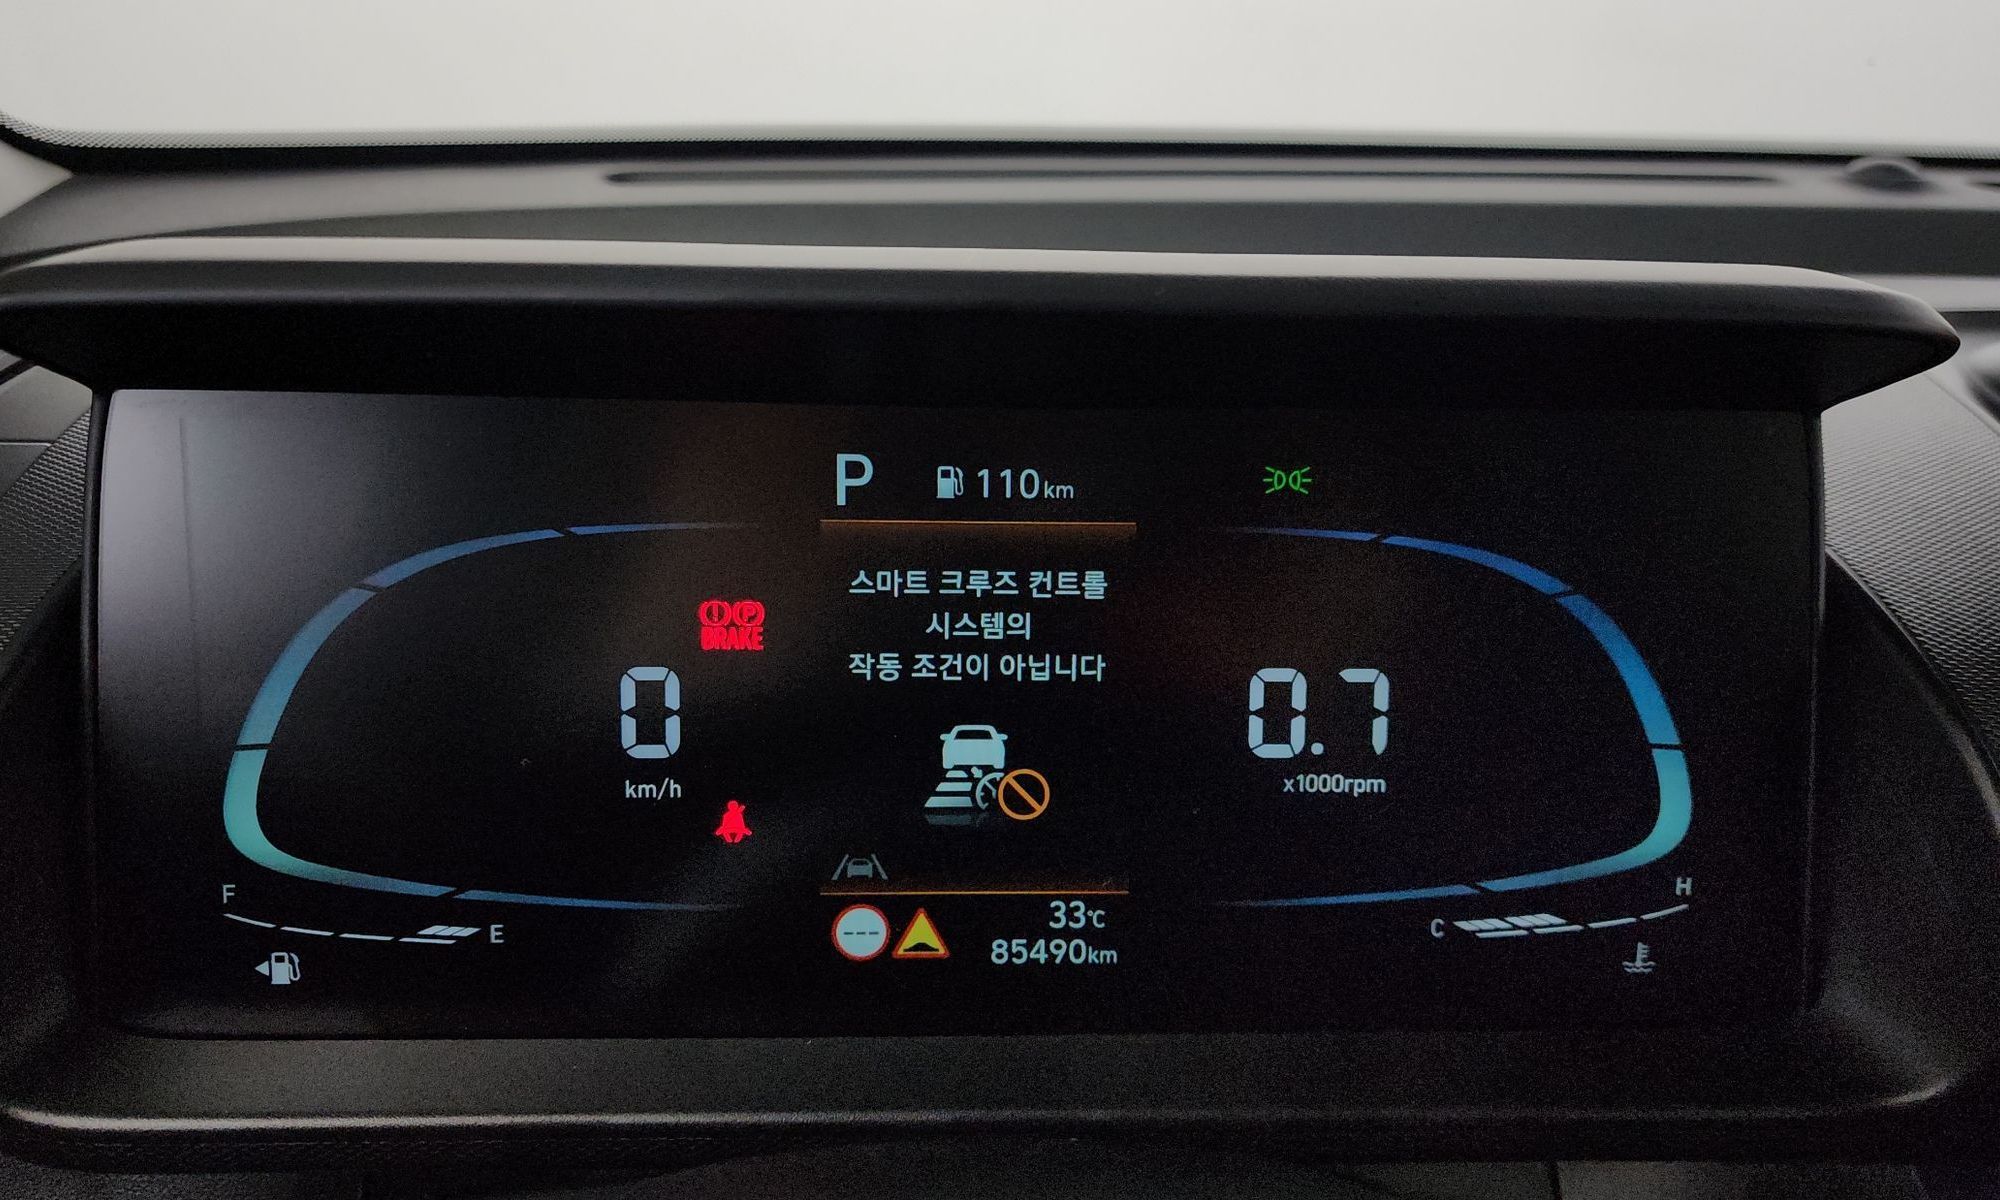 P 110km
스마트 크루즈 컨트롤
시스템의
작동 조건이 아닙니다
BRAKE
0
km/h
0.7
x1000rpm
F
E
C
H
---
33℃
85490km